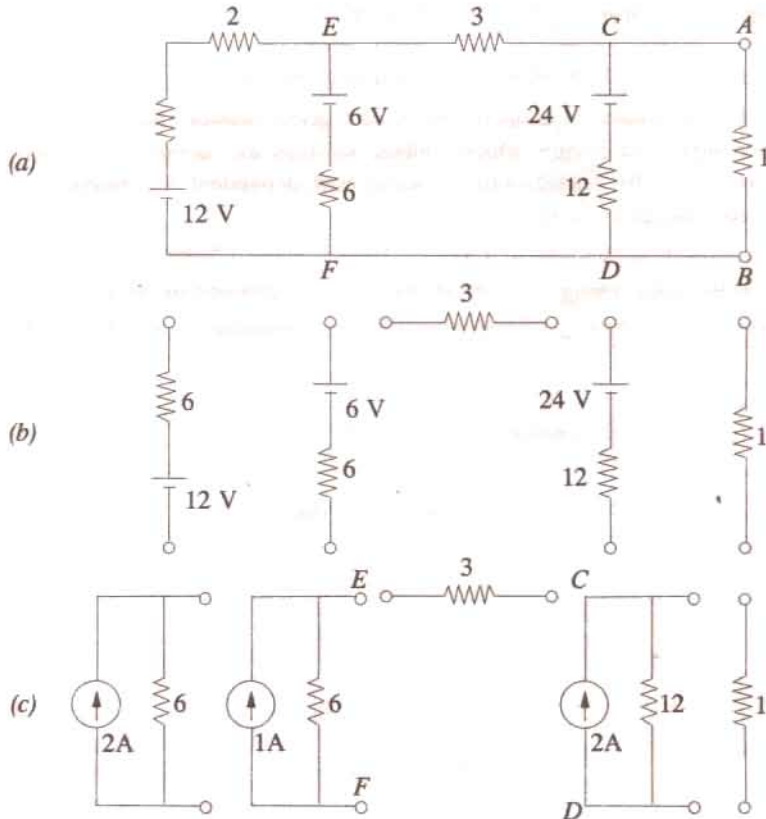 2 E 3 C A
6 V 24 V
(a) 6 12 1
12 V
F D B
3
6 6 V 24 V
(b) 6 12 1
12 V
E 3 C
(c) 6 6 12 1
2A 1A 2A
F D